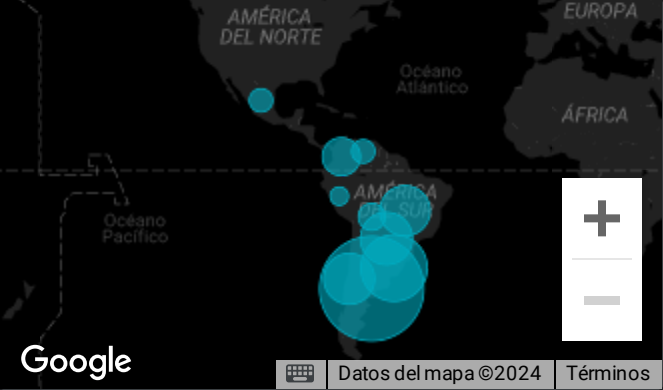 AMÉRICA
DEL NORTE
EUROPA
Océano
Atlántico
ÁFRICA
AMÉRICA
DEL SUR
Océano
Pacífico
Google
Datos del mapa ©2024
Términos